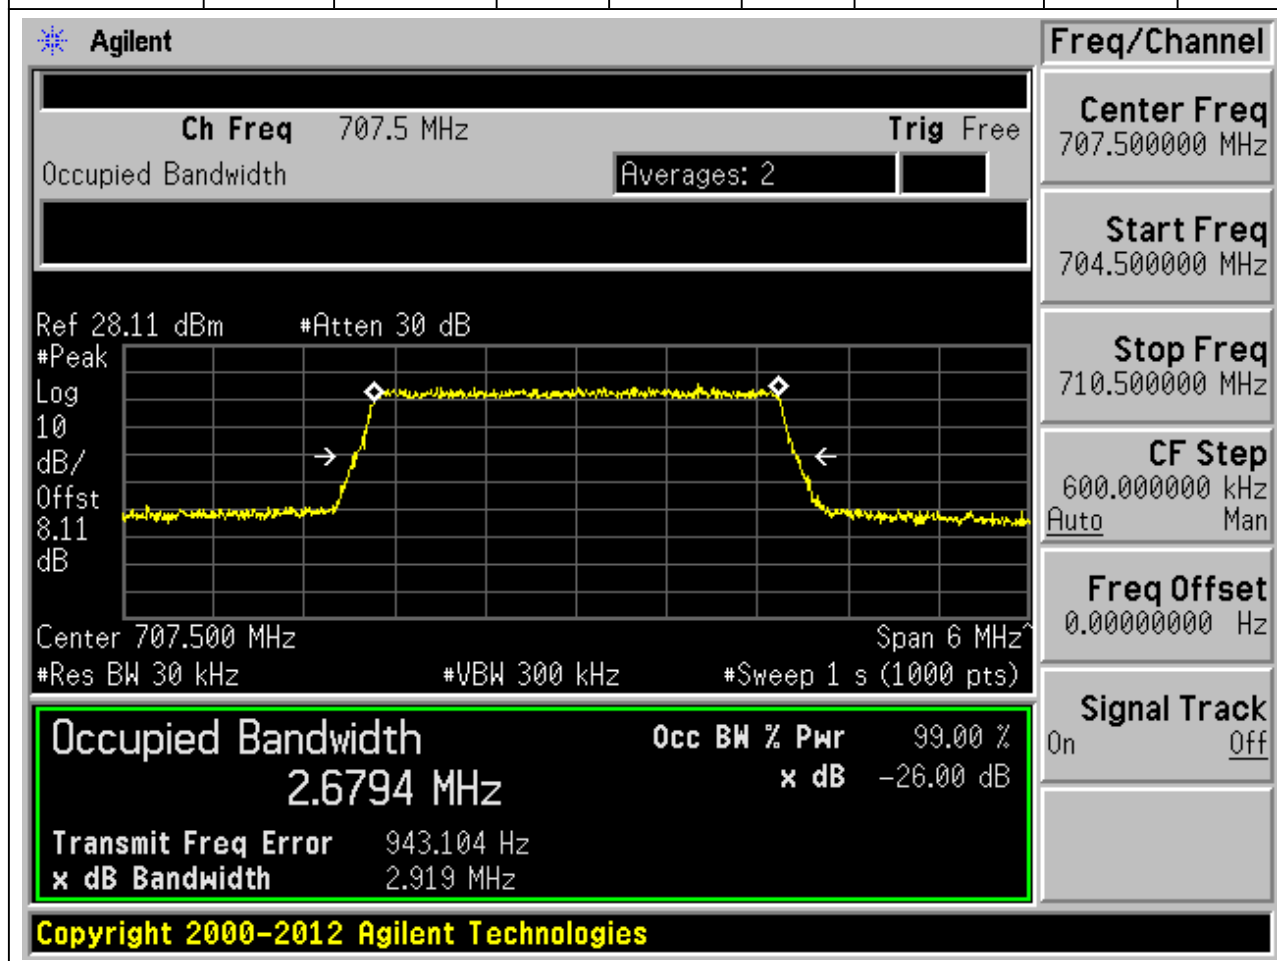 Agilent
Freq/Channel
Ch Freq 707.5 MHz Trig Free
Occupied Bandwidth Averages: 2
Center Freq
707.500000 MHz
Start Freq
704.500000 MHz
Stop Freq
710.500000 MHz
CF Step
600.000000 kHz
Auto Man
Freq Offset
0.00000000 Hz
Signal Track
On Off
Ref 28.11 dBm #Atten 30 dB
#Peak
Log
10
dB/
Offst
8.11
dB
Center 707.500 MHz Span 6 MHz^
#Res BW 30 kHz #VBW 300 kHz #Sweep 1 s (1000 pts)
Occupied Bandwidth Occ BW % Pwr 99.00 %
2.6794 MHz x dB -26.00 dB
Transmit Freq Error 943.104 Hz
x dB Bandwidth 2.919 MHz
Copyright 2000-2012 Agilent Technologies